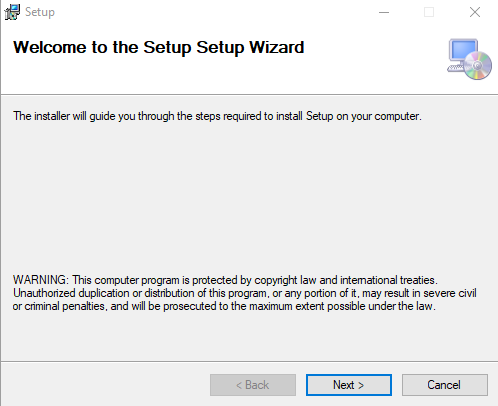 Setup
Welcome to the Setup Setup Wizard
The installer will guide you through the steps required to install Setup on your computer.
WARNING: This computer program is protected by copyright law and international treaties.
Unauthorized duplication or distribution of this program, or any portion of it, may result in severe civil
or criminal penalties, and will be prosecuted to the maximum extent possible under the law.
< Back
Next >
Cancel